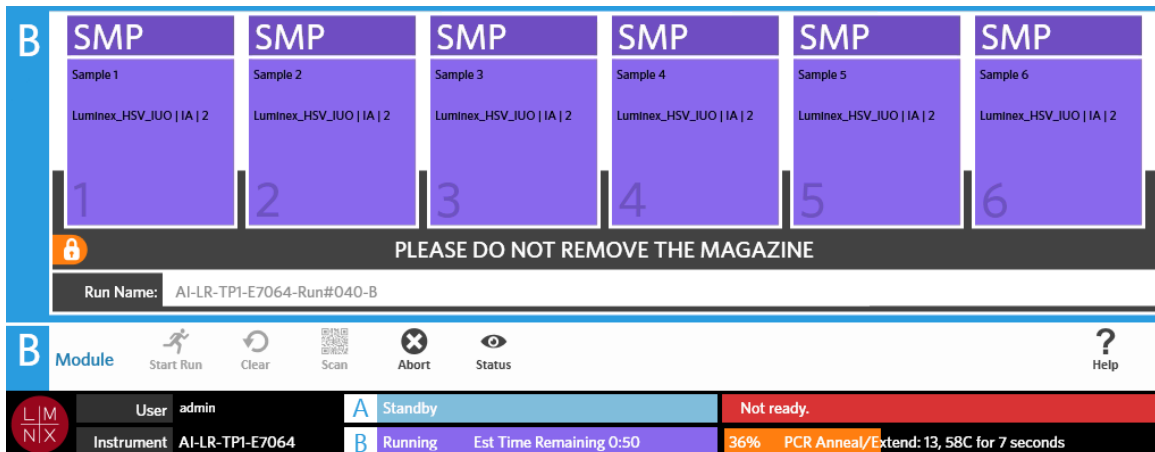 B
SMP SMP SMP SMP SMP SMP
Sample 1 Sample 2 Sample 3 Sample 4 Sample 5 Sample 6
Luminex_HSV_IUO | IA | 2 Luminex_HSV_IUO | IA | 2 Luminex_HSV_IUO | IA | 2 Luminex_HSV_IUO | IA | 2 Luminex_HSV_IUO | IA | 2 Luminex_HSV_IUO | IA | 2
1 2 3 4 5 6
PLEASE DO NOT REMOVE THE MAGAZINE
Run Name: AI-LR-TP1-E7064-Run#040-B
B Module Start Run Clear Scan Abort Status ? Help
LMNX
User admin A Standby Not ready.
Instrument AI-LR-TP1-E7064 B Running Est Time Remaining 0:50 36% PCR Anneal/Extend: 13, 58C for 7 seconds